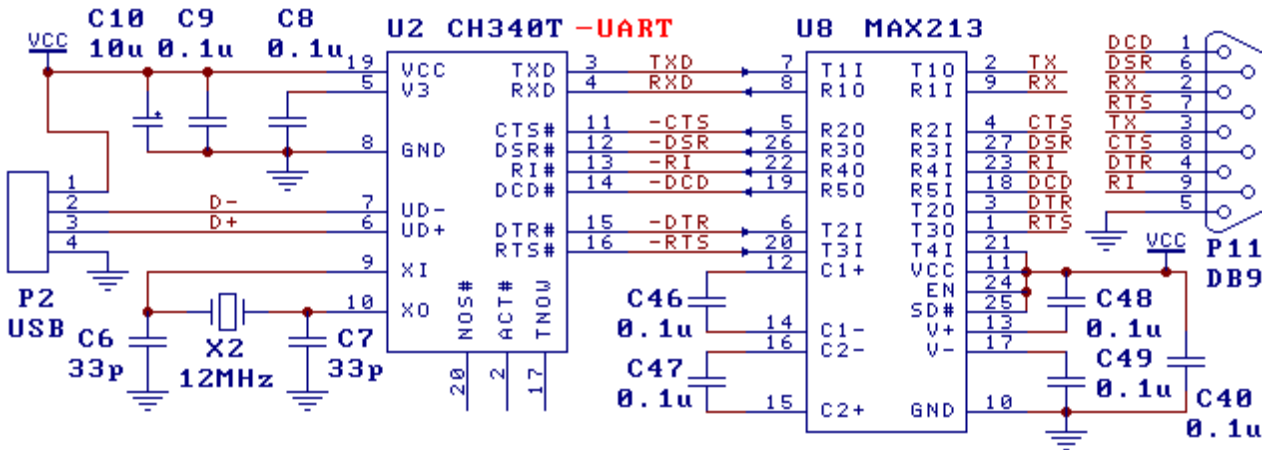 C10 C9 C8 U2 CH340T -UART U8 MAX213
10u 0.1u 0.1u
VCC
19 VCC TXD 3 TXD 7 T1I T1O 2 TX
5 V3 RXD 4 RXD 8 R1O R1I 9 RX
CTS# 11 -CTS 5 R2O R2I 4 CTS
8 GND DSR# 12 -DSR 26 R3O R3I 27 DSR
RI# 13 -RI 22 R4O R4I 23 RI
DCD# 14 -DCD 19 R5O R5I 18 DCD
T2O 3 DTR
DTR# 15 -DTR 6 T2I T3O 1 RTS
RTS# 16 -RTS 20 T3I T4I 21
12 C1+ VCC 11
EN 24
SD# 25
14 C1- V+ 13
16 C2- V- 17
15 C2+ GND 10
1
2 D- 7 UD-
3 D+ 6 UD+
4
9 XI
10 XO
P2
USB
C6
33p
X2
12MHz
C7
33p
NOS# ACT# TNOW
20 2 17
C46
0.1u
C47
0.1u
C48
0.1u
C49
0.1u
C40
0.1u
VCC
DCD 1
DSR 6
RX 2
RTS 7
TX 3
CTS 8
DTR 4
RI 9
5
P11
DB9